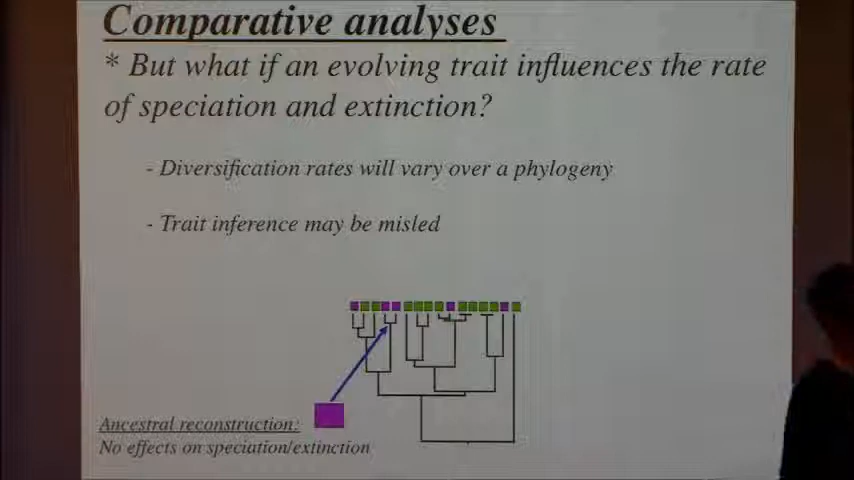 Comparative analyses
* But what if an evolving trait influences the rate
of speciation and extinction?
- Diversification rates will vary over a phylogeny
- Trait inference may be misled
Ancestral reconstruction:
No effects on speciation/extinction